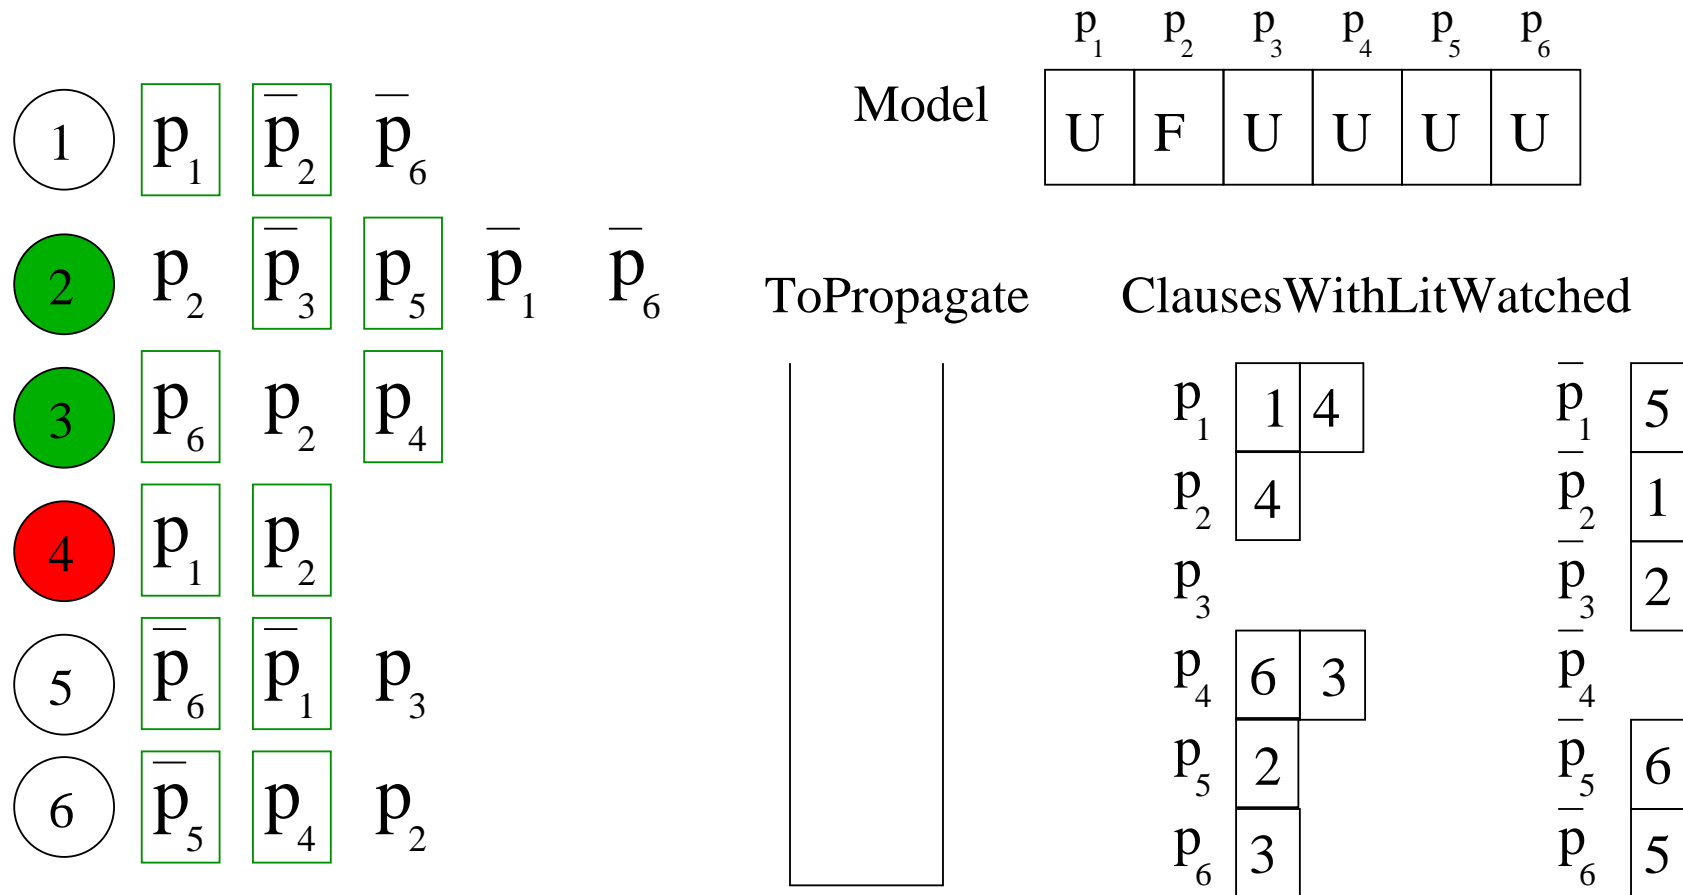 p1 p2 p3 p4 p5 p6
Model U F U U U U
1 p1 p̅2 p̅6
2 p2 p̅3 p5 p̅1 p̅6
ToPropagate ClausesWithLitWatched
3 p6 p2 p4
4 p1 p2
5 p̅6 p̅1 p3
6 p̅5 p4 p2
p1 1 4 p̅1 5
p2 4 p̅2 1
p3 p̅3 2
p4 6 3 p̅4
p5 2 p̅5 6
p6 3 p̅6 5